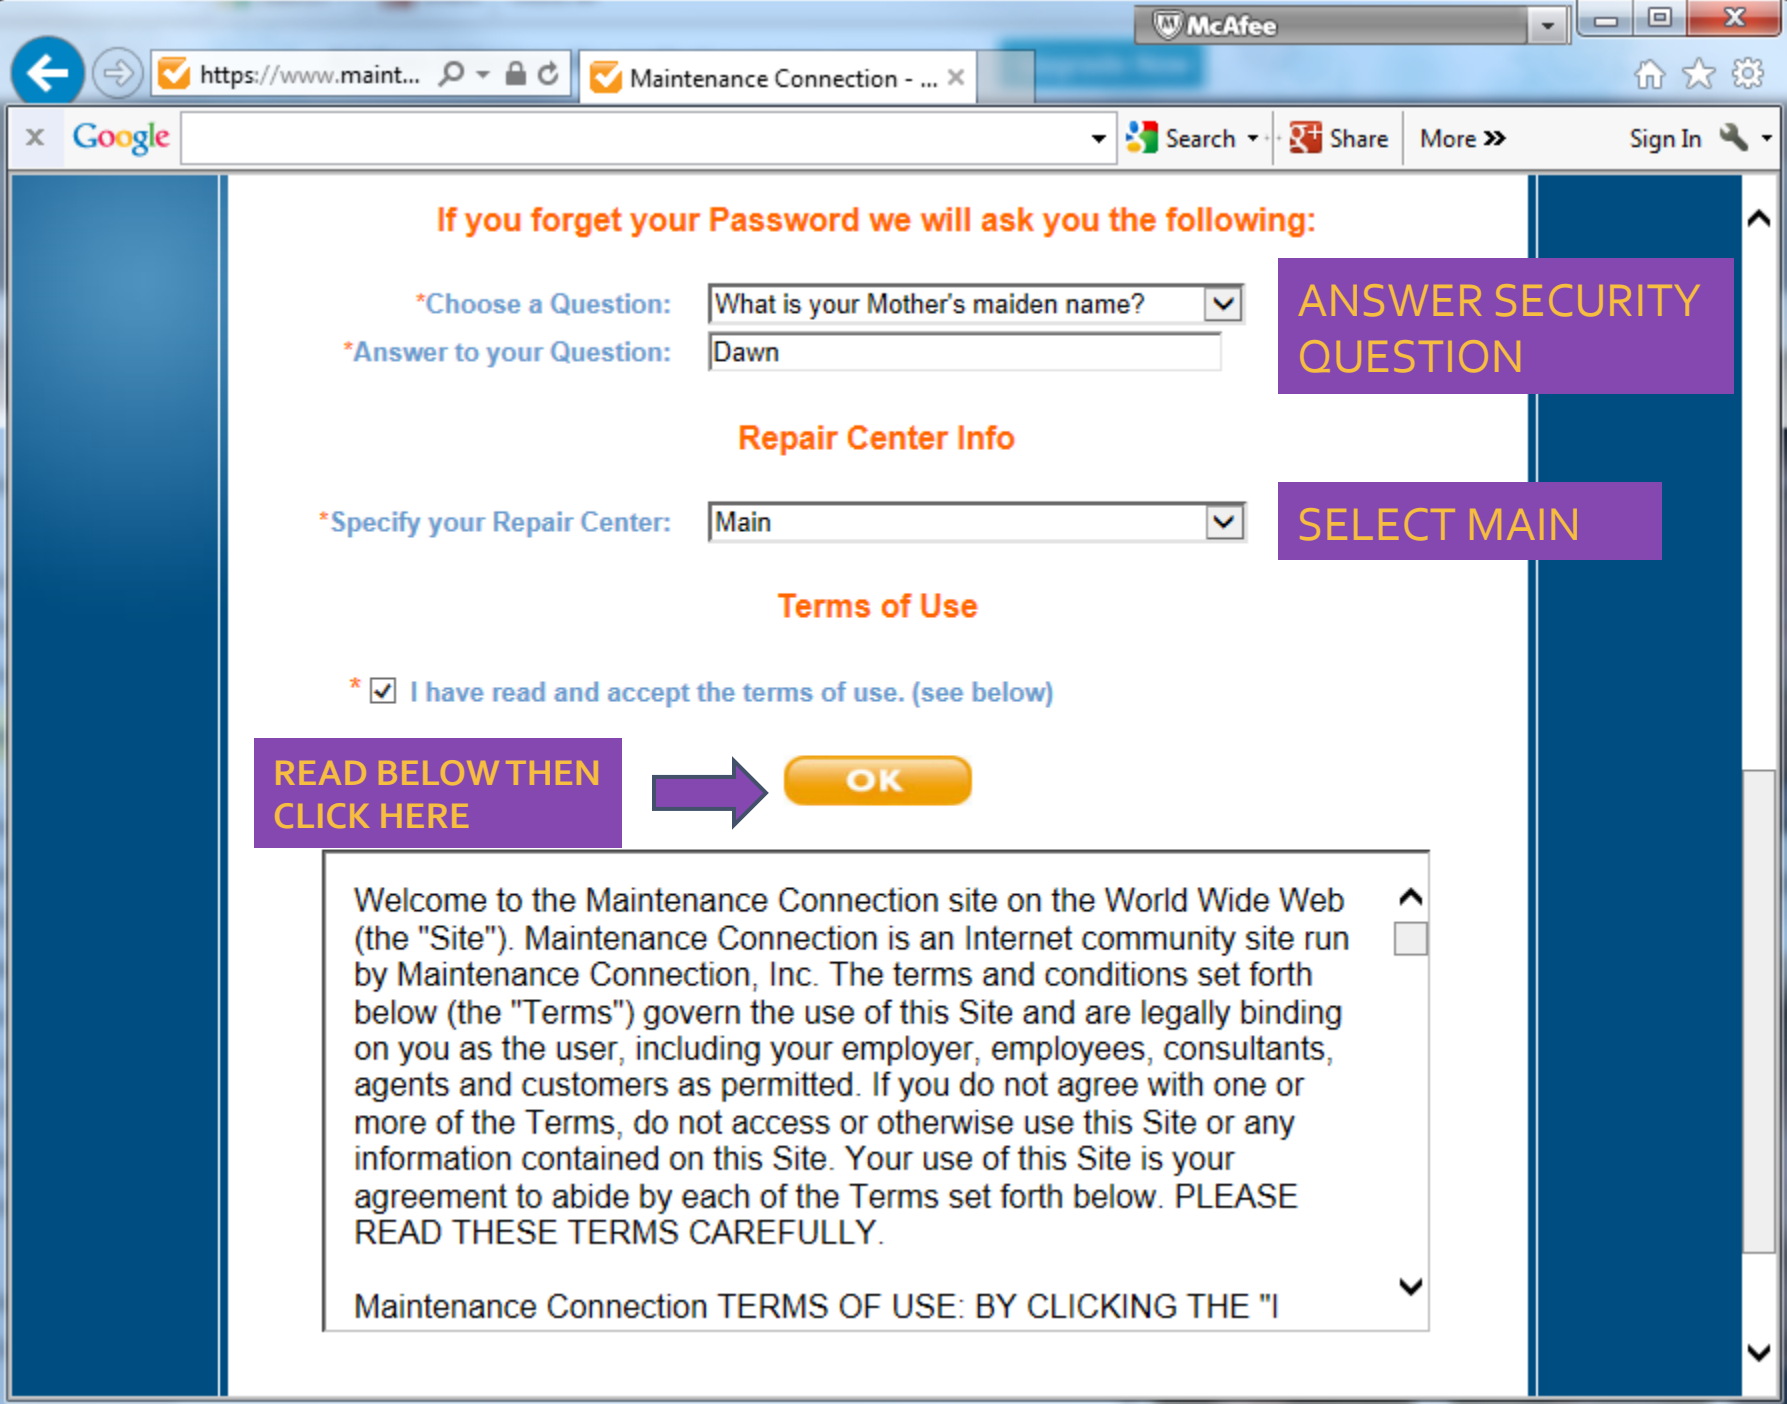 McAfee
https://www.maint...
Maintenance Connection - ...
Google
Search
Share
More »
Sign In
If you forget your Password we will ask you the following:
*Choose a Question:
What is your Mother's maiden name?
*Answer to your Question:
Dawn
ANSWER SECURITY
QUESTION
Repair Center Info
*Specify your Repair Center:
Main
SELECT MAIN
Terms of Use
* I have read and accept the terms of use. (see below)
READ BELOW THEN
CLICK HERE
OK
Welcome to the Maintenance Connection site on the World Wide Web
(the "Site"). Maintenance Connection is an Internet community site run
by Maintenance Connection, Inc. The terms and conditions set forth
below (the "Terms") govern the use of this Site and are legally binding
on you as the user, including your employer, employees, consultants,
agents and customers as permitted. If you do not agree with one or
more of the Terms, do not access or otherwise use this Site or any
information contained on this Site. Your use of this Site is your
agreement to abide by each of the Terms set forth below. PLEASE
READ THESE TERMS CAREFULLY.
Maintenance Connection TERMS OF USE: BY CLICKING THE "I